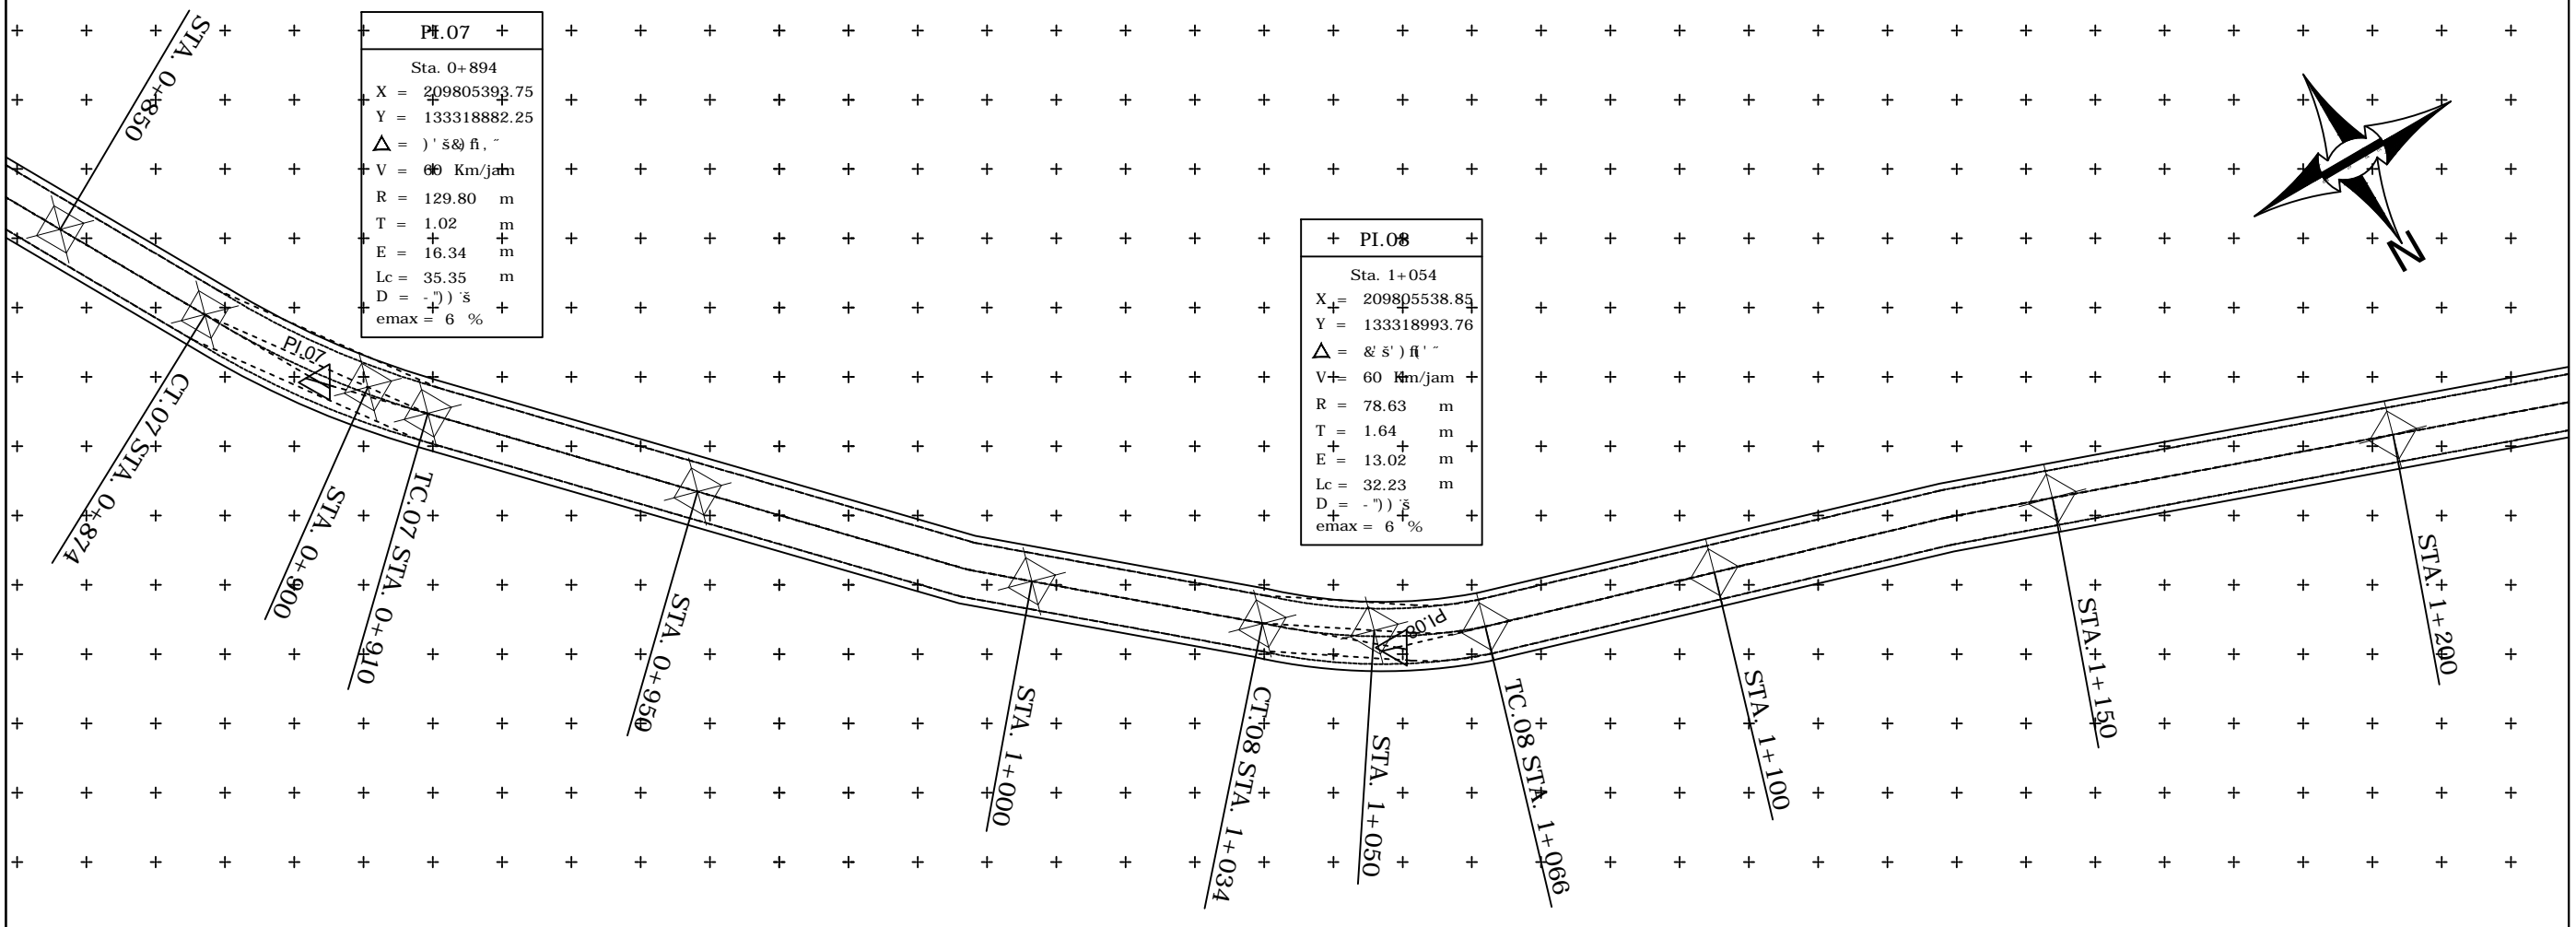 STA. 0+850
PI.07
Sta. 0+894
X = 209805393.75
Y = 133318882.25
△ =
V = 60 Km/jam
R = 129.80 m
T = 1.02 m
E = 16.34 m
Lc = 35.35 m
D =
emax = 6 %
PI.08
Sta. 1+054
X = 209805538.85
Y = 133318993.76
△ =
V = 60 Km/jam
R = 78.63 m
T = 1.64 m
E = 13.02 m
Lc = 32.23 m
D =
emax = 6 %
N
PI.07
CT.07 STA. 0+874
STA. 0+900
TC.07 STA. 0+910
STA. 0+950
STA. 1+000
CT.08 STA. 1+034
PI.08
STA. 1+050
TC.08 STA. 1+066
STA. 1+100
STA. 1+150
STA. 1+200